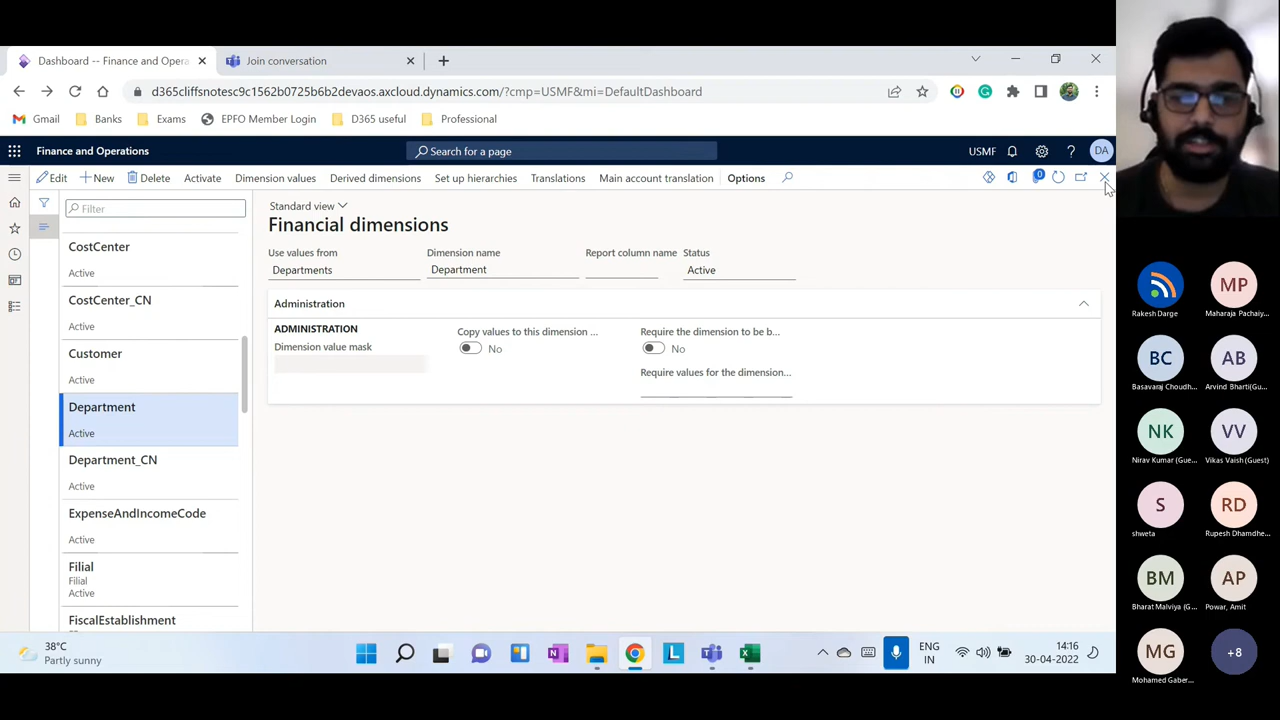 Dashboard -- Finance and Opera
Join conversation
d365cliffsnotesc9c1562b0725b6b2devaos.axcloud.dynamics.com/?cmp=USMF&mi=DefaultDashboard
Gmail
Banks
Exams
EPFO Member Login
D365 useful
Professional
Finance and Operations
Search for a page
USMF
DA
Edit
New
Delete
Activate
Dimension values
Derived dimensions
Set up hierarchies
Translations
Main account translation
Options
0
Filter
CostCenter
Active
CostCenter_CN
Active
Customer
Active
Department
Active
Department_CN
Active
ExpenseAndIncomeCode
Active
Filial
Filial
Active
FiscalEstablishment
Standard view
Financial dimensions
Use values from
Departments
Dimension name
Department
Report column name
Status
Active
Administration
ADMINISTRATION
Dimension value mask
Copy values to this dimension ...
No
Require the dimension to be b...
No
Require values for the dimension...
38°C
Partly sunny
L
ENG
IN
14:16
30-04-2022
Rakesh Darge
MP
Maharaja Pachaiy...
BC
Basavaraj Choudh...
AB
Arvind Bharti(Gu...
NK
Nirav Kumar (Gue...
VV
Vikas Vaish (Guest)
S
shweta
RD
Rupesh Dhamdhe...
BM
Bharat Malviya (G...
AP
Powar, Amit
MG
Mohamed Gaber...
+8